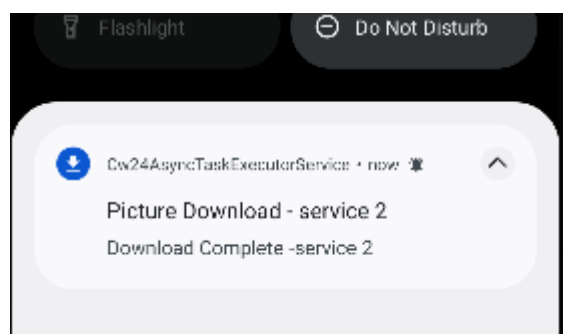 Flashlight
Do Not Disturb
Cw24AsyncTaskExecutorService • now
Picture Download - service 2
Download Complete -service 2